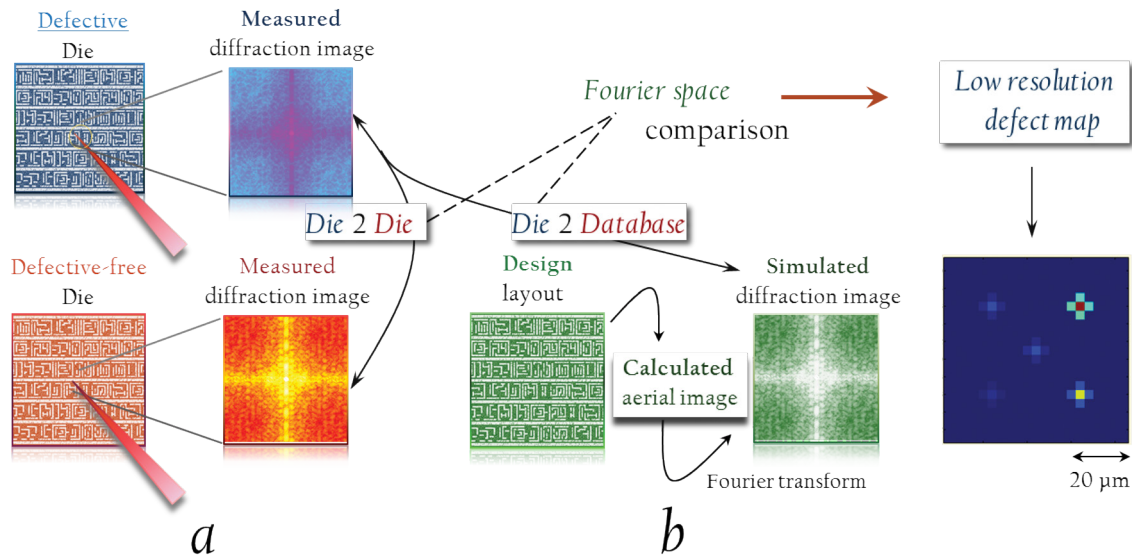 Defective
Die
Measured
diffraction image
Fourier space
comparison
Low resolution
defect map
Die 2 Die
Die 2 Database
Defective-free
Die
Measured
diffraction image
Design
layout
Simulated
diffraction image
Calculated
aerial image
Fourier transform
20 µm
a
b